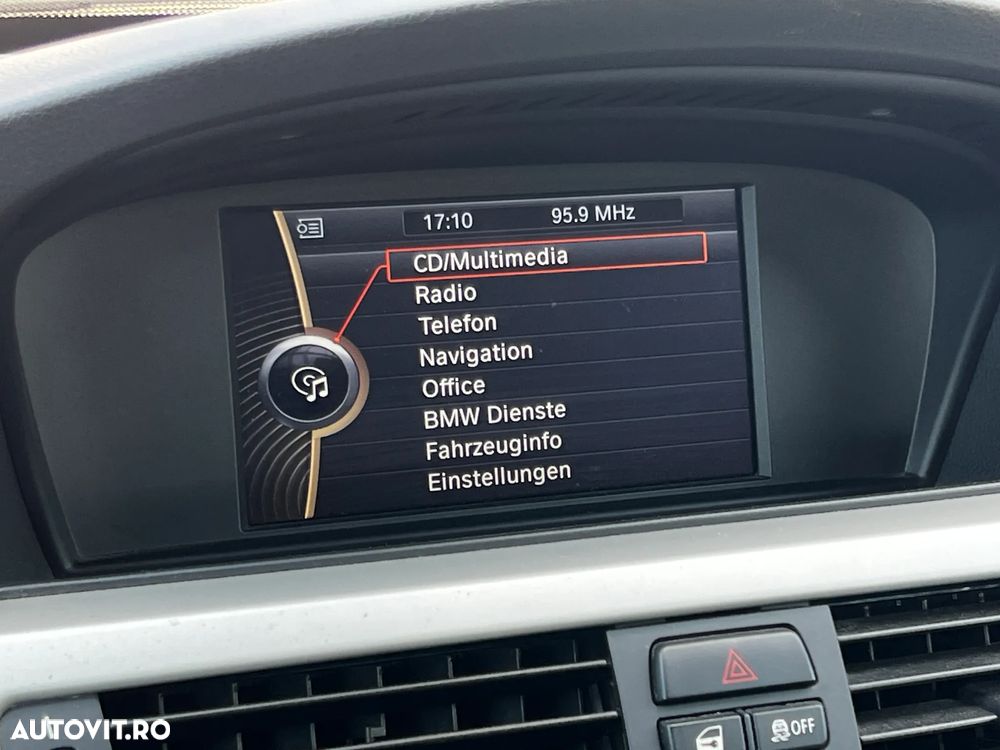 17:10 95.9 MHz
CD/Multimedia
Radio
Telefon
Navigation
Office
BMW Dienste
Fahrzeuginfo
Einstellungen
OFF
AUTOVIT.RO